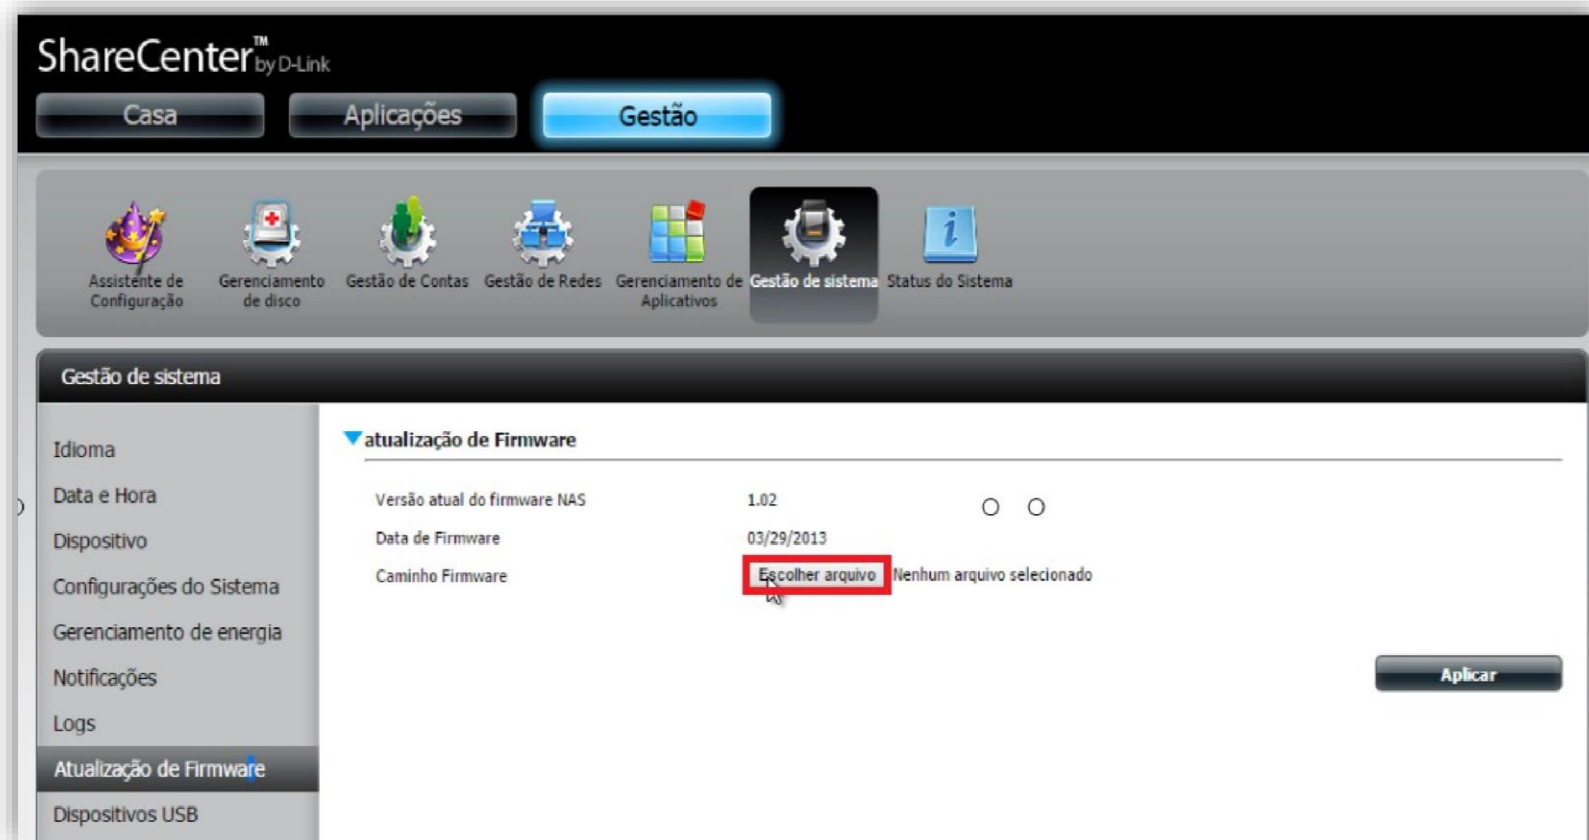 ShareCenter™ by D-Link
Casa
Aplicações
Gestão
Assistente de
Configuração
Gerenciamento
de disco
Gestão de Contas
Gestão de Redes
Gerenciamento de
Aplicativos
Gestão de sistema
Status do Sistema
Gestão de sistema
Idioma
Data e Hora
Dispositivo
Configurações do Sistema
Gerenciamento de energia
Notificações
Logs
Atualização de Firmware
Dispositivos USB
atualização de Firmware
Versão atual do firmware NAS 1.02
Data de Firmware 03/29/2013
Caminho Firmware Escolher arquivo Nenhum arquivo selecionado
Aplicar